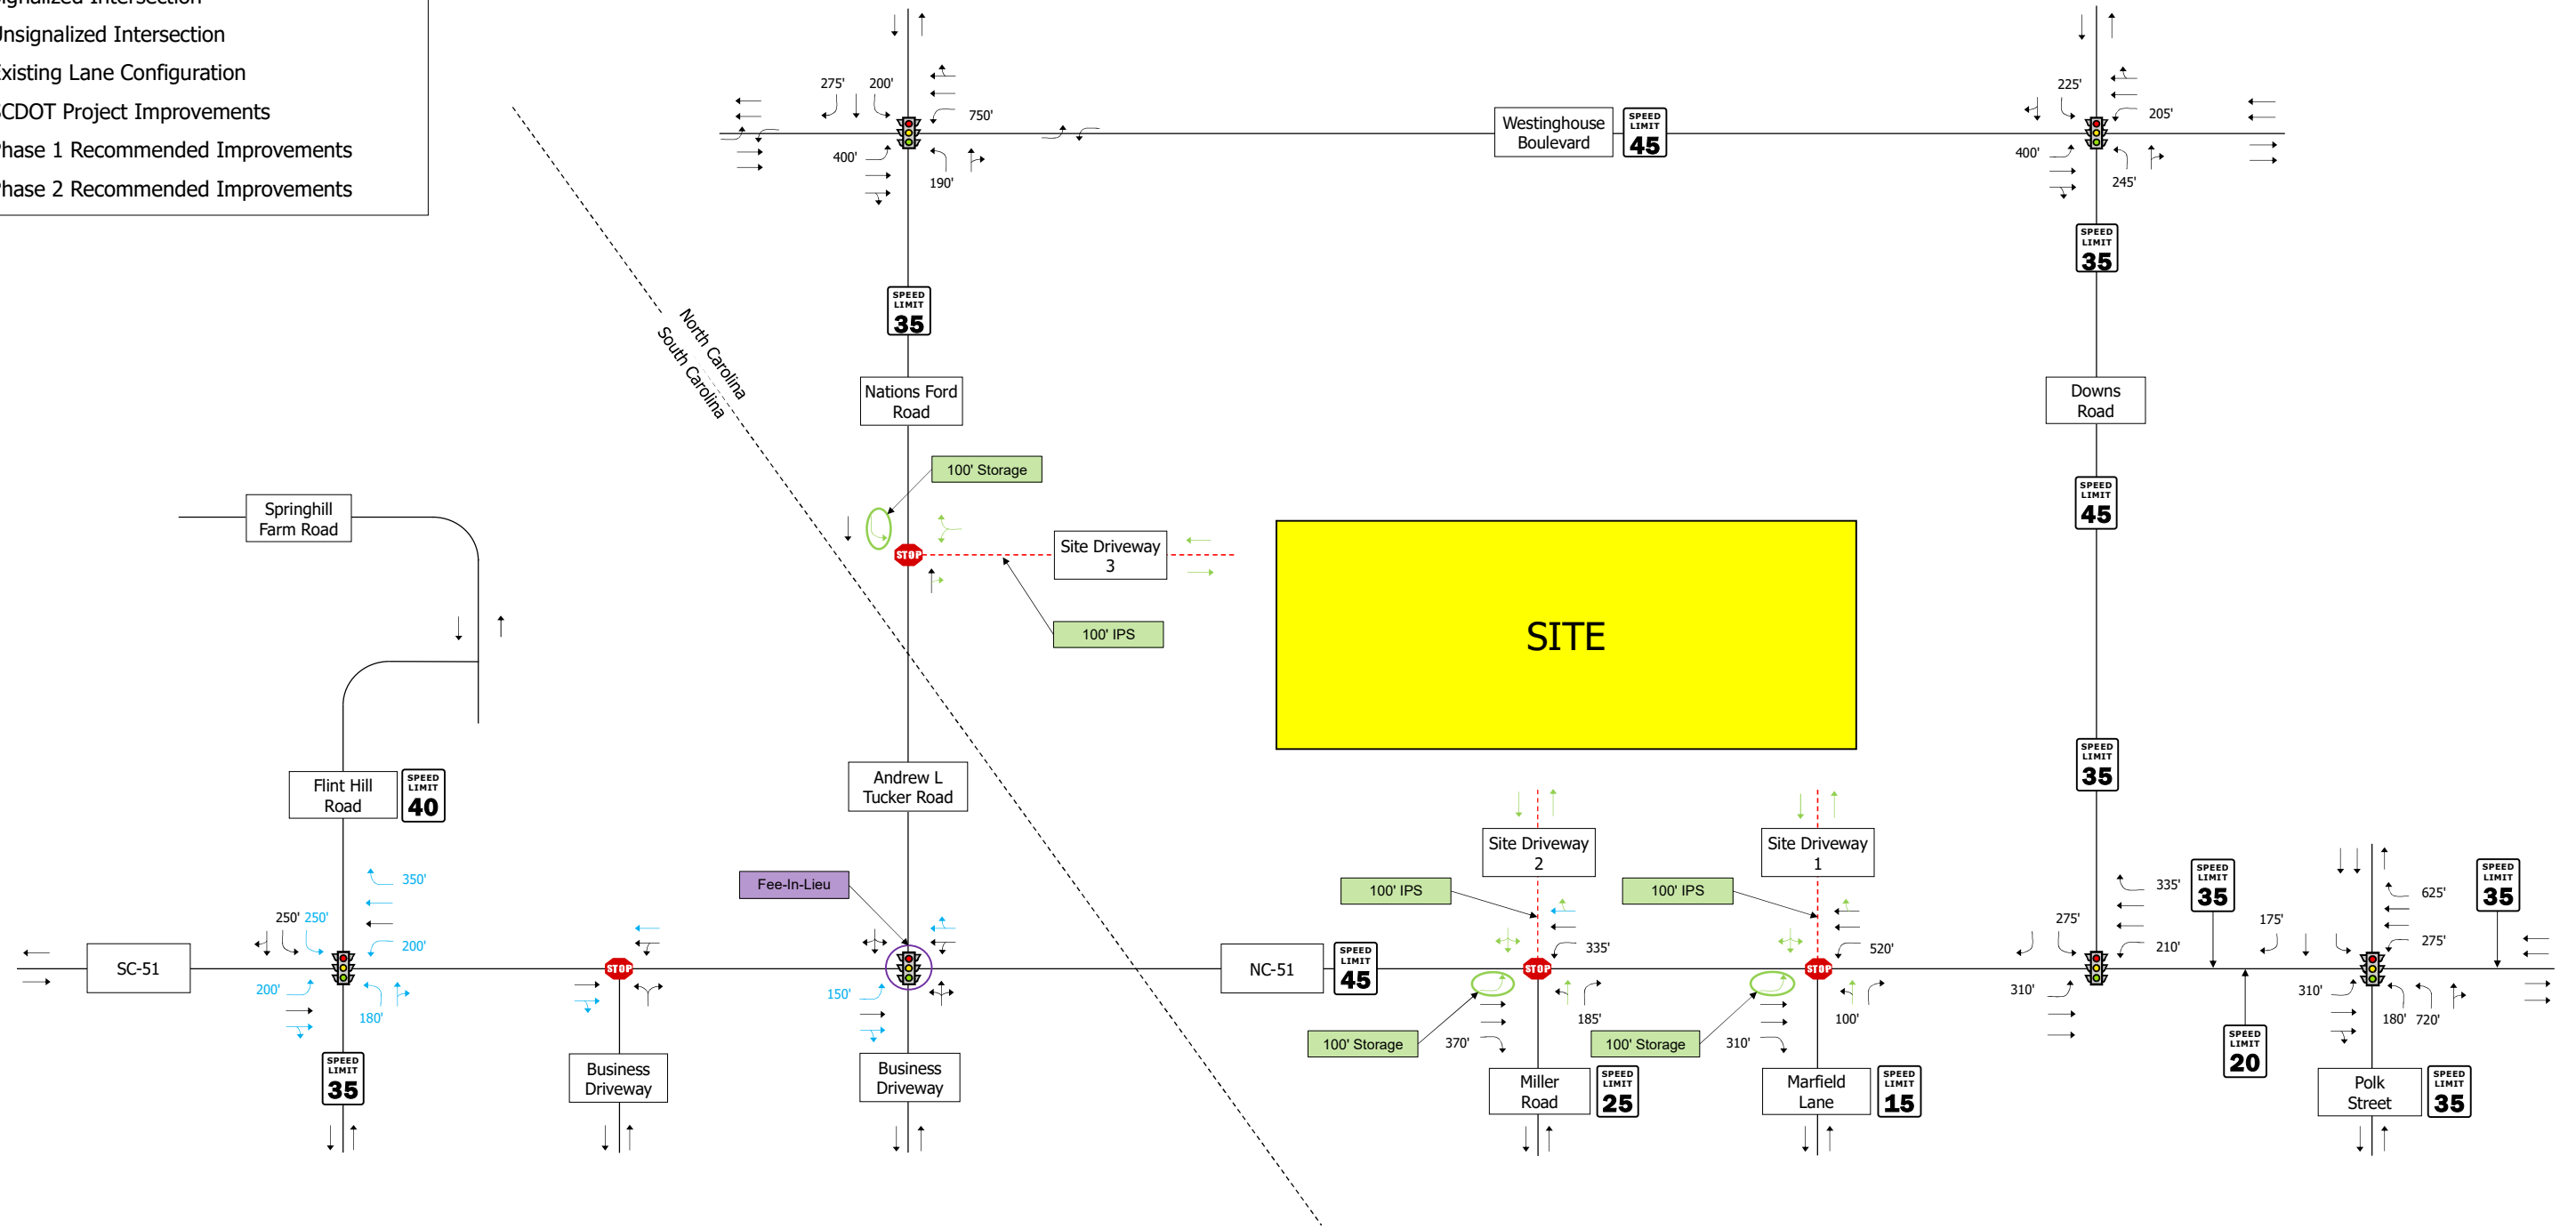 Intersection
Intersection
Lane Configuration
Project Improvements
1 Recommended Improvements
2 Recommended Improvements
275'
200'
750'
400'
190'
Westinghouse
Boulevard
SPEED
LIMIT
45
225'
205'
400'
245'
SPEED
LIMIT
35
SPEED
LIMIT
35
North Carolina
South Carolina
Nations Ford
Road
Downs
Road
100' Storage
SPEED
LIMIT
45
Springhill
Farm Road
STOP
Site Driveway
3
100' IPS
SITE
Flint Hill
Road
SPEED
LIMIT
40
Andrew L
Tucker Road
SPEED
LIMIT
35
Site Driveway
2
Site Driveway
1
Fee-In-Lieu
100' IPS
100' IPS
350'
250' 250'
200'
SC-51
200'
180'
STOP
150'
NC-51
SPEED
LIMIT
45
335'
STOP
185'
370'
100' Storage
520'
STOP
100'
310'
100' Storage
275'
335'
210'
310'
SPEED
LIMIT
35
SPEED
LIMIT
20
175'
625'
275'
310'
180' 720'
SPEED
LIMIT
35
SPEED
LIMIT
35
Business
Driveway
Business
Driveway
Miller
Road
SPEED
LIMIT
25
Marfield
Lane
SPEED
LIMIT
15
Polk
Street
SPEED
LIMIT
35